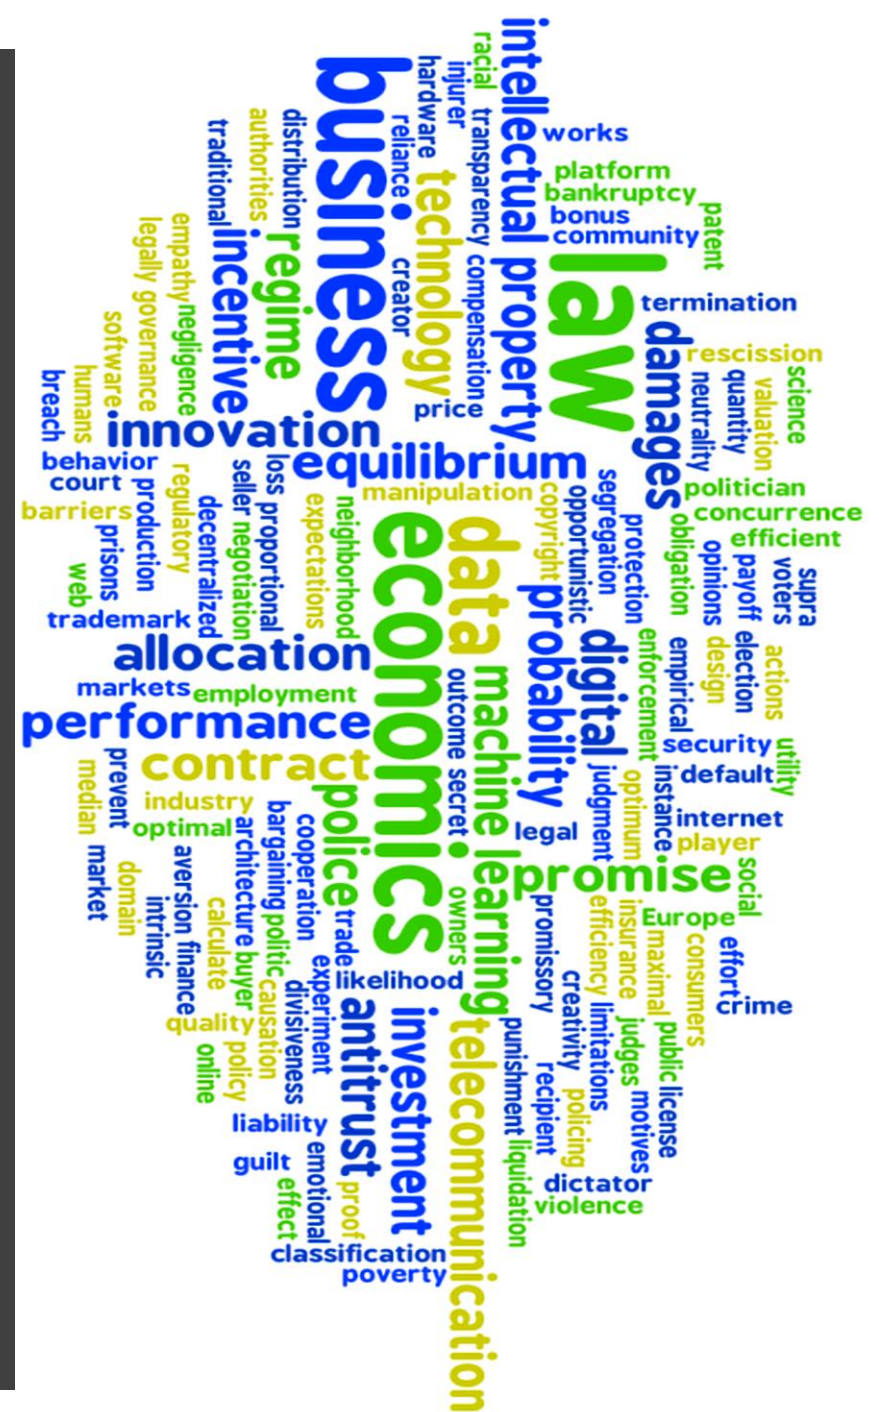 intellectual property
racial
injurer
hardware
business
works
transparency
reliance
distribution
authorities
traditional
platform
technology
bankruptcy
patent
bonus
community
empathy
legally governance
incentive
regime
law
compensation
creator
termination
negligence
software
damages
rescission
science
humans
breach
neutrality
quantity
valuation
price
innovation
equilibrium
behavior
court
regulatory
seller negotiation
loss proportional
segregation
manipulation
politician
barriers
production
decentralized
expectations
neighborhood
copyright
opportunistic
concurrence
prisons
economics
data
protection
obligation
efficient
opinions
payoff
voters
supra
web
trademark
probability
digital
enforcement
empirical
design
election
actions
allocation
markets
employment
outcome secret
machine learning
performance
security
utility
prevent
median
contract
judgment
optimum
instance
default
industry
optimal
police
bargaining
cooperation
architecture
internet
legal
player
market
domain
aversion
promise
social
intrinsic
calculate
finance
buyer
politic
trade
owners
promissory
efficiency
insurance
Europe
maximal
consumers
effort
experiment
likelihood
causation
divisiveness
creativity
limitations
crime
quality
antitrust
investment
telecommunication
punishment
judges
public
license
online
policy
recipient
policing
motives
liability
guilt
emotional
liquidation
dictator
effect
proof
violence
classification
poverty